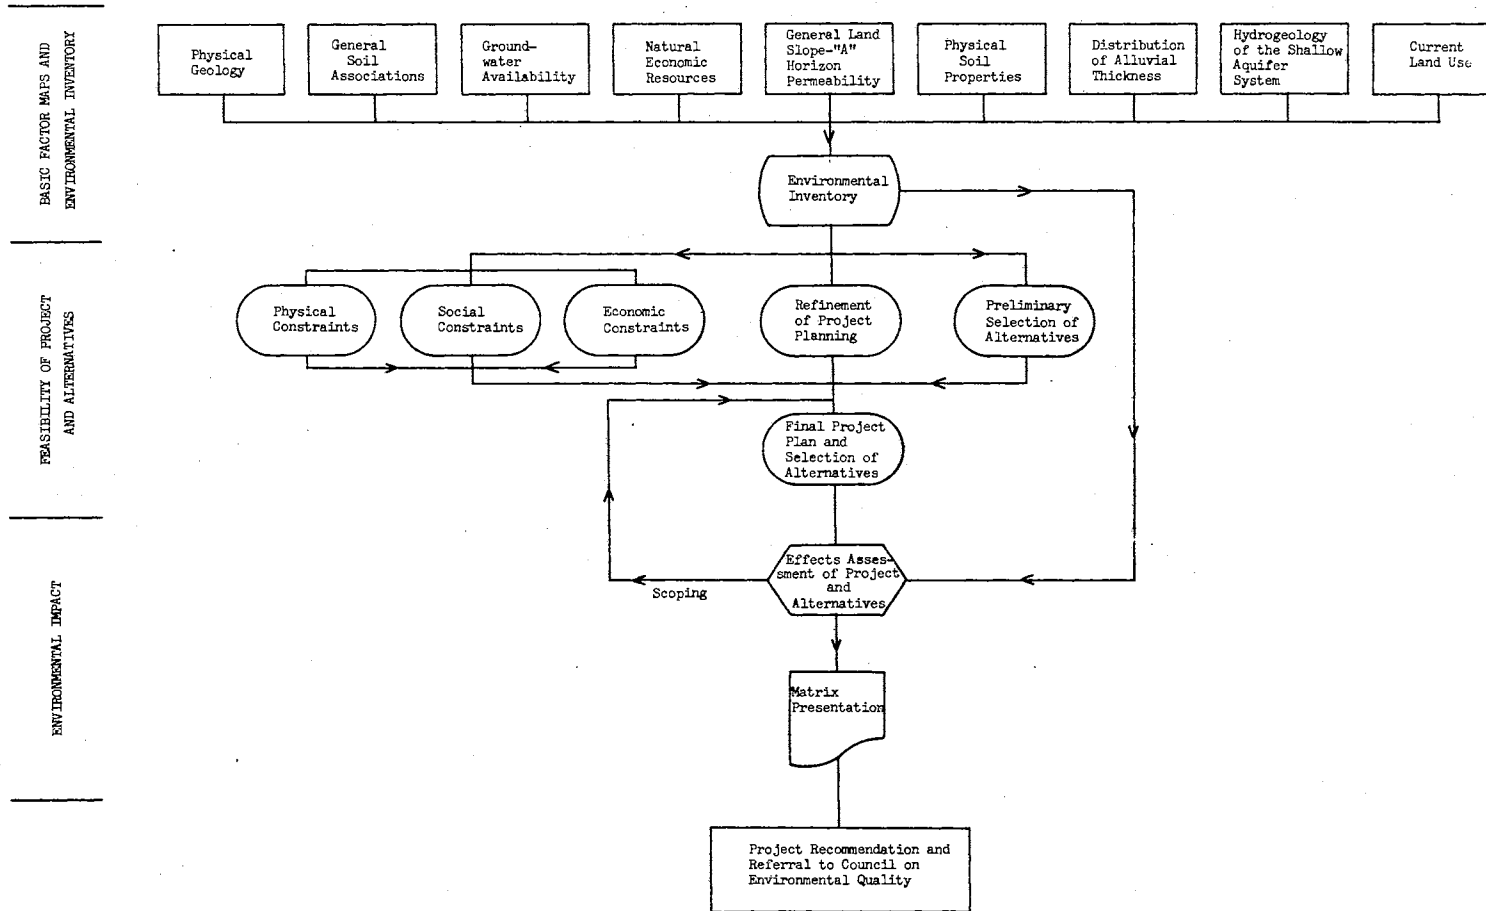 BASIC FACTOR MAPS AND
ENVIRONMENTAL INVENTORY
Physical
Geology
General
Soil
Associations
Ground-
water
Availability
Natural
Economic
Resources
General Land
Slope-"A"
Horizon
Permeability
Physical
Soil
Properties
Distribution
of Alluvial
Thickness
Hydrogeology
of the Shallow
Aquifer
System
Current
Land Use
Environmental
Inventory
FEASIBILITY OF PROJECT
AND ALTERNATIVES
Physical
Constraints
Social
Constraints
Economic
Constraints
Refinement
of Project
Planning
Preliminary
Selection of
Alternatives
Final Project
Plan and
Selection of
Alternatives
ENVIRONMENTAL IMPACT
Effects Asses-
sment of Project
and
Alternatives
Scoping
Matrix
Presentation
Project Recommendation and
Referral to Council on
Environmental Quality